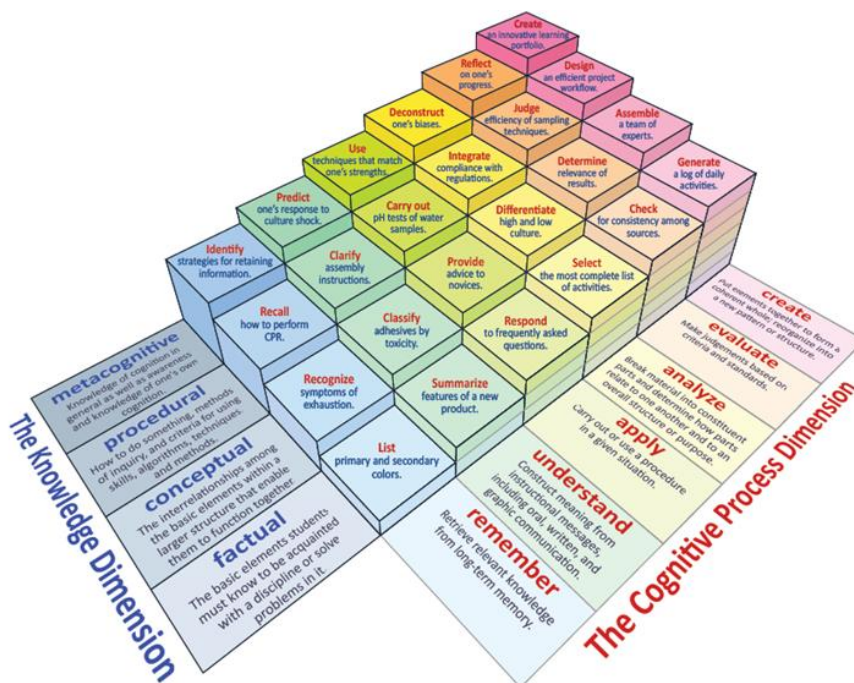 Create
an innovative learning
portfolio.
Reflect
on one's
progress.
Design
an efficient project
workflow.
Deconstruct
one's biases.
Judge
efficiency of sampling
techniques.
Assemble
a team of
experts.
Use
techniques that match
one's strengths.
Integrate
compliance with
regulations.
Determine
relevance of
results.
Generate
a log of daily
activities.
Predict
one's response to
culture shock.
Carry out
pH tests of water
samples.
Differentiate
high and low
culture.
Check
for consistency among
sources.
Identify
strategies for retaining
information.
Clarify
assembly
instructions.
Provide
advice to
novices.
Select
the most complete list
of activities.
Recall
how to perform
CPR.
Classify
adhesives by
toxicity.
Respond
to frequently asked
questions.
Recognize
symptoms of
exhaustion.
Summarize
features of a new
product.
List
primary and secondary
colors.
The Knowledge Dimension
metacognitive
Knowledge of cognition in
general as well as awareness
and knowledge of one's own
cognition.
procedural
How to do something, methods
of inquiry, and criteria for using
skills, algorithms, techniques,
and methods.
conceptual
The interrelationships among
the basic elements within a
larger structure that enable
them to function together
factual
The basic elements students
must know to be acquainted
with a discipline or solve
problems in it.
The Cognitive Process Dimension
create
Put elements together to form a
coherent whole; reorganize into
a new pattern or structure.
evaluate
Make judgements based on
criteria and standards.
analyze
Break material into constituent
parts and determine how parts
relate to one another and to an
overall structure or purpose.
apply
Carry out or use a procedure
in a given situation.
understand
Construct meaning from
instructional messages,
including oral, written, and
graphic communication.
remember
Retrieve relevant knowledge
from long-term memory.